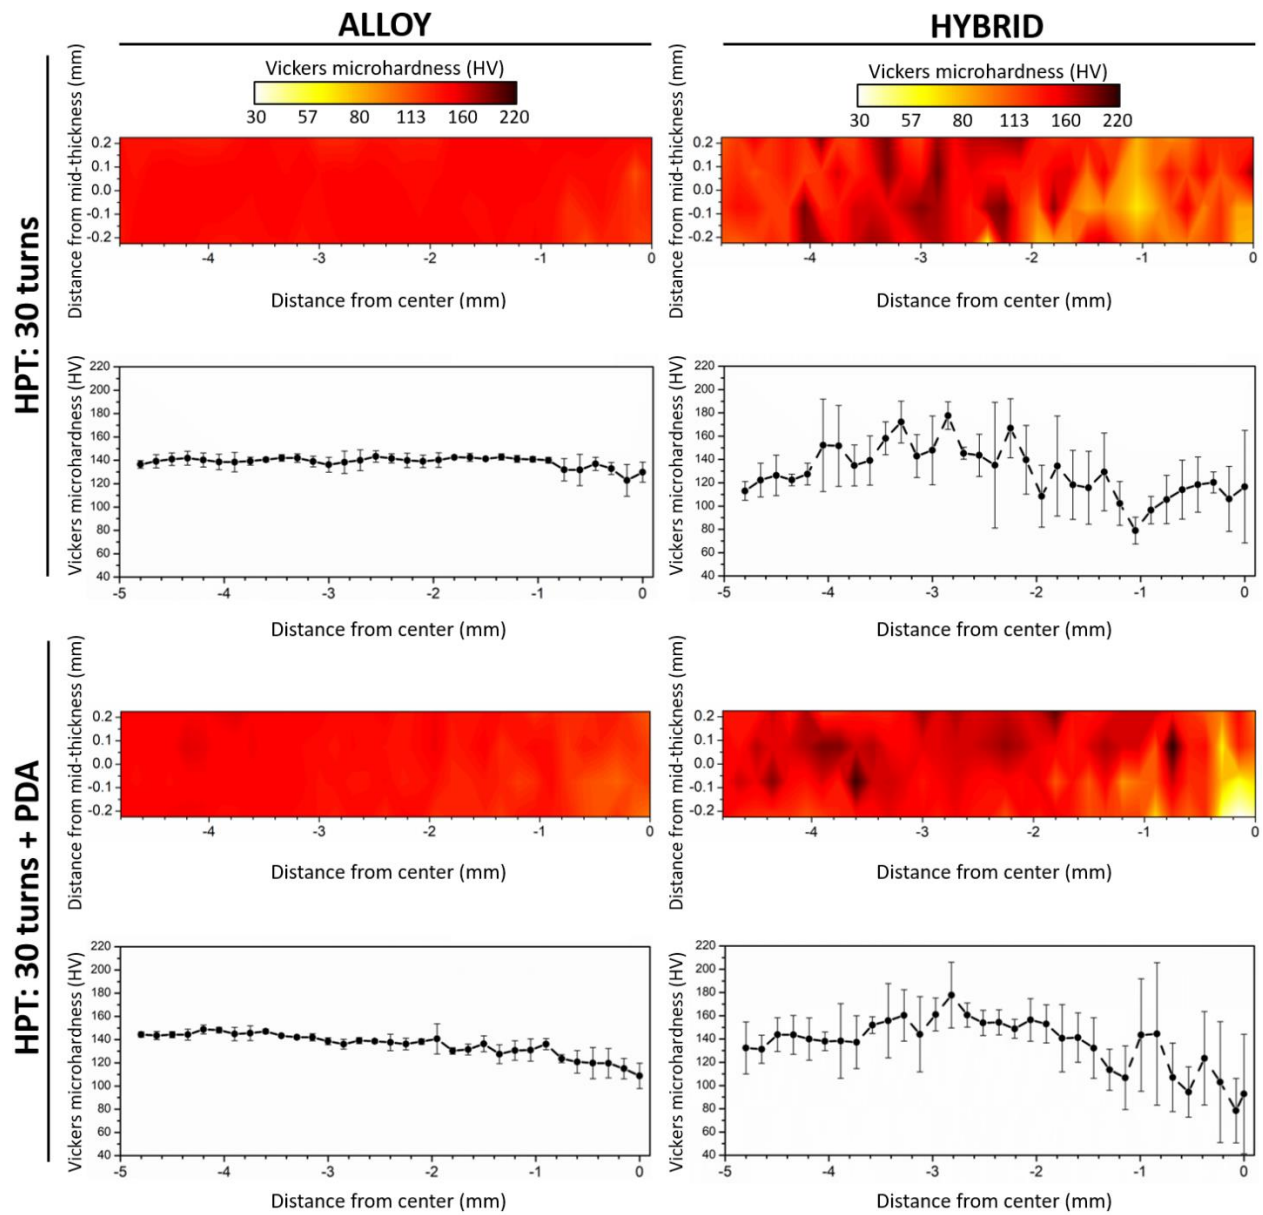 ALLOY
HYBRID
HPT: 30 turns
Vickers microhardness (HV)
30 57 80 113 160 220
Distance from mid-thickness (mm)
0.2
0.1
0.0
-0.1
-0.2
-4 -3 -2 -1 0
Distance from center (mm)
Vickers microhardness (HV)
30 57 80 113 160 220
Distance from mid-thickness (mm)
0.2
0.1
0.0
-0.1
-0.2
-4 -3 -2 -1 0
Distance from center (mm)
Vickers microhardness (HV)
220
200
180
160
140
120
100
80
60
40
-5 -4 -3 -2 -1 0
Distance from center (mm)
Vickers microhardness (HV)
220
200
180
160
140
120
100
80
60
40
-5 -4 -3 -2 -1 0
Distance from center (mm)
HPT: 30 turns + PDA
Distance from mid-thickness (mm)
0.2
0.1
0.0
-0.1
-0.2
-4 -3 -2 -1 0
Distance from center (mm)
Distance from mid-thickness (mm)
0.2
0.1
0.0
-0.1
-0.2
-4 -3 -2 -1 0
Distance from center (mm)
Vickers microhardness (HV)
220
200
180
160
140
120
100
80
60
40
-5 -4 -3 -2 -1 0
Distance from center (mm)
Vickers microhardness (HV)
220
200
180
160
140
120
100
80
60
40
-5 -4 -3 -2 -1 0
Distance from center (mm)